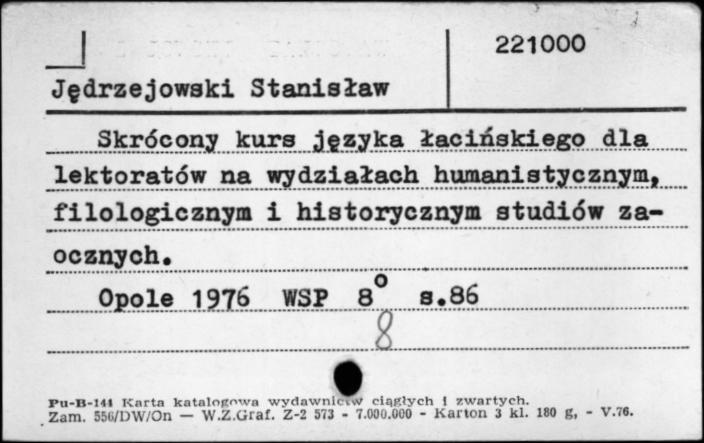 221000
Jędrzejowski Stanisław
Skrócony kurs języka łacińskiego dla
lektoratów na wydziałach humanistycznym,
filologicznym i historycznym studiów za-
ocznych.
Opole 1976 WSP 8° s.86
8
Pu-B-144 Karta katalogowa wydawnictw ciągłych i zwartych.
Zam. 556/DW/On — W.Z.Graf. Z-2 573 - 7.000.000 - Karton 3 kl. 180 g, - V.76.